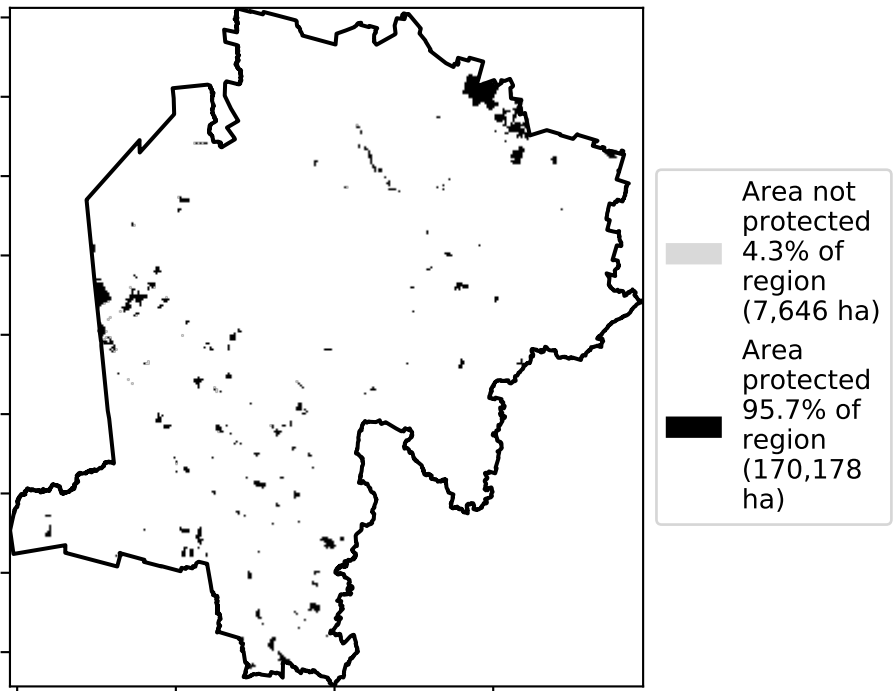 Area not
protected
4.3% of
region
(7,646 ha)
Area
protected
95.7% of
region
(170,178
ha)